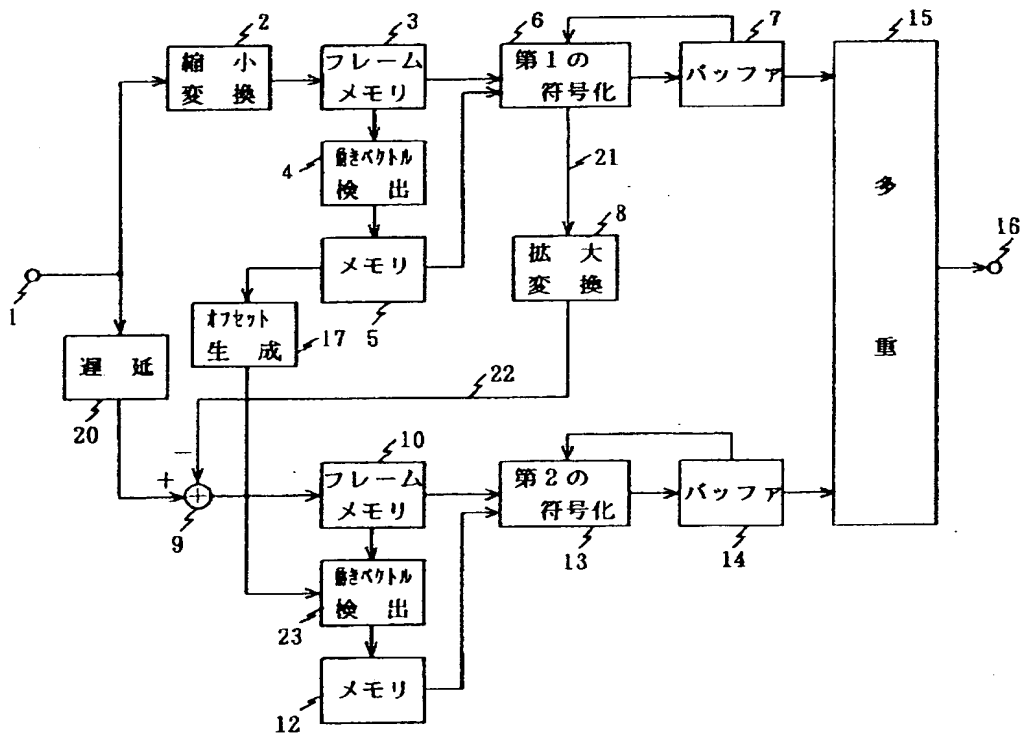 2
3
6
7
15
縮 小
変 換
フレーム
メモリ
第1の
符号化
バッファ
4
動きベクトル
検 出
21
8
拡 大
変 換
多
重
16
1
メモリ
5
オフセット
生 成
17
遅 延
20
22
−
+
+
9
10
フレーム
メモリ
第2の
符号化
13
バッファ
14
動きベクトル
検 出
23
メモリ
12